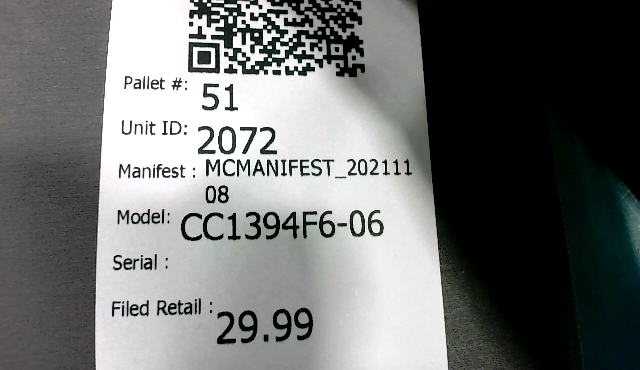 Pallet #: 51
Unit ID: 2072
Manifest : MCMANIFEST_202111
08
Model: CC1394F6-06
Serial :
Filed Retail : 29.99